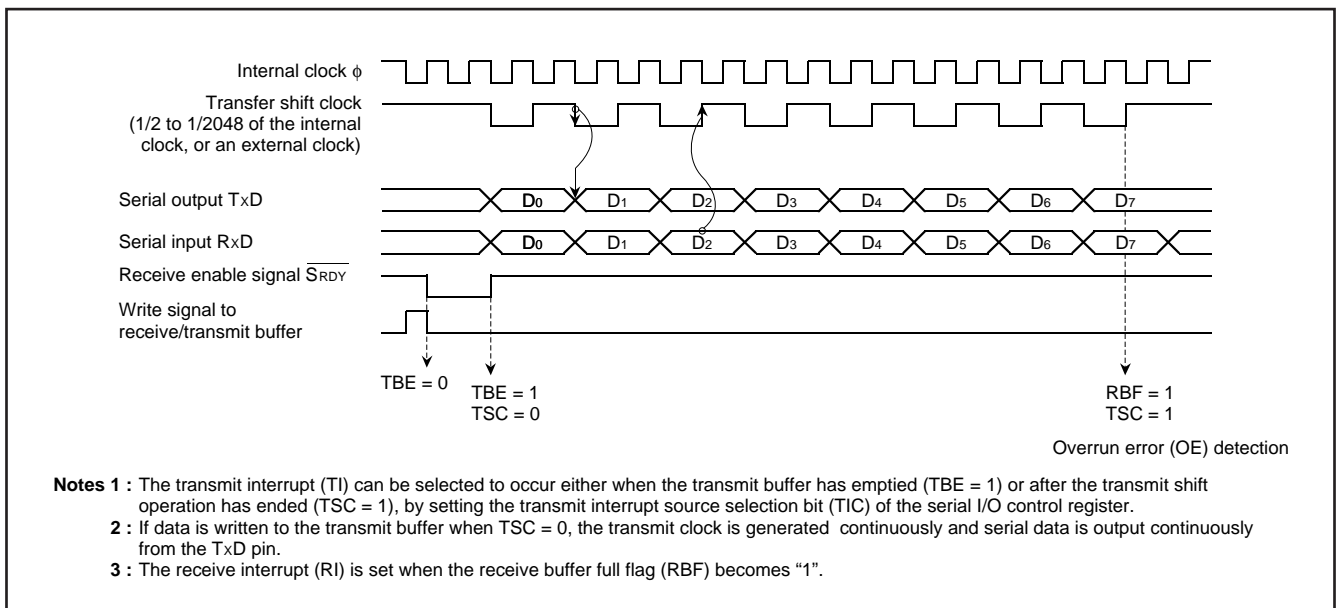 Internal clock ϕ
Transfer shift clock
(1/2 to 1/2048 of the internal
clock, or an external clock)
Serial output TxD
D0 D1 D2 D3 D4 D5 D6 D7
Serial input RxD
D0 D1 D2 D3 D4 D5 D6 D7
Receive enable signal S̅R̅D̅Y̅
Write signal to
receive/transmit buffer
TBE = 0
TBE = 1
TSC = 0
RBF = 1
TSC = 1
Overrun error (OE) detection
Notes 1 : The transmit interrupt (TI) can be selected to occur either when the transmit buffer has emptied (TBE = 1) or after the transmit shift
operation has ended (TSC = 1), by setting the transmit interrupt source selection bit (TIC) of the serial I/O control register.
2 : If data is written to the transmit buffer when TSC = 0, the transmit clock is generated continuously and serial data is output continuously
from the TxD pin.
3 : The receive interrupt (RI) is set when the receive buffer full flag (RBF) becomes “1”.